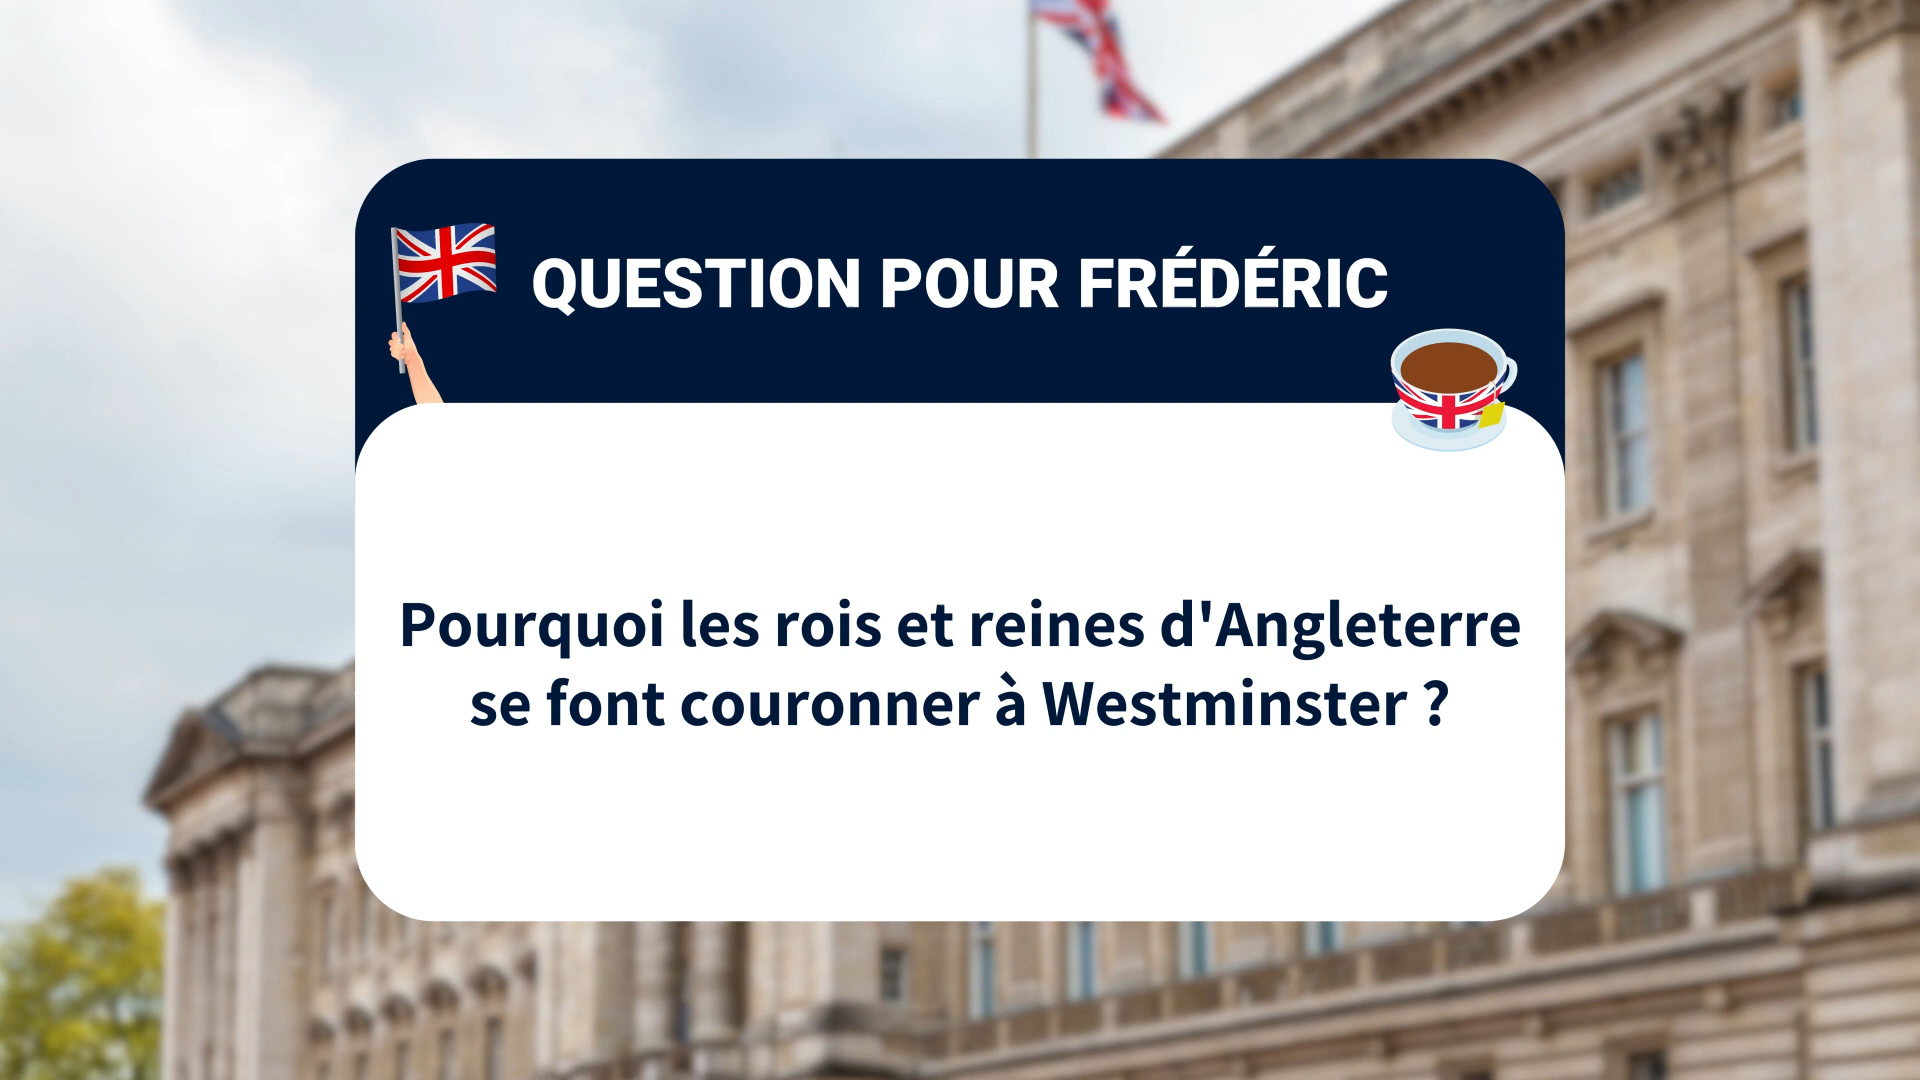 QUESTION POUR FRÉDÉRIC
Pourquoi les rois et reines d'Angleterre
se font couronner à Westminster ?